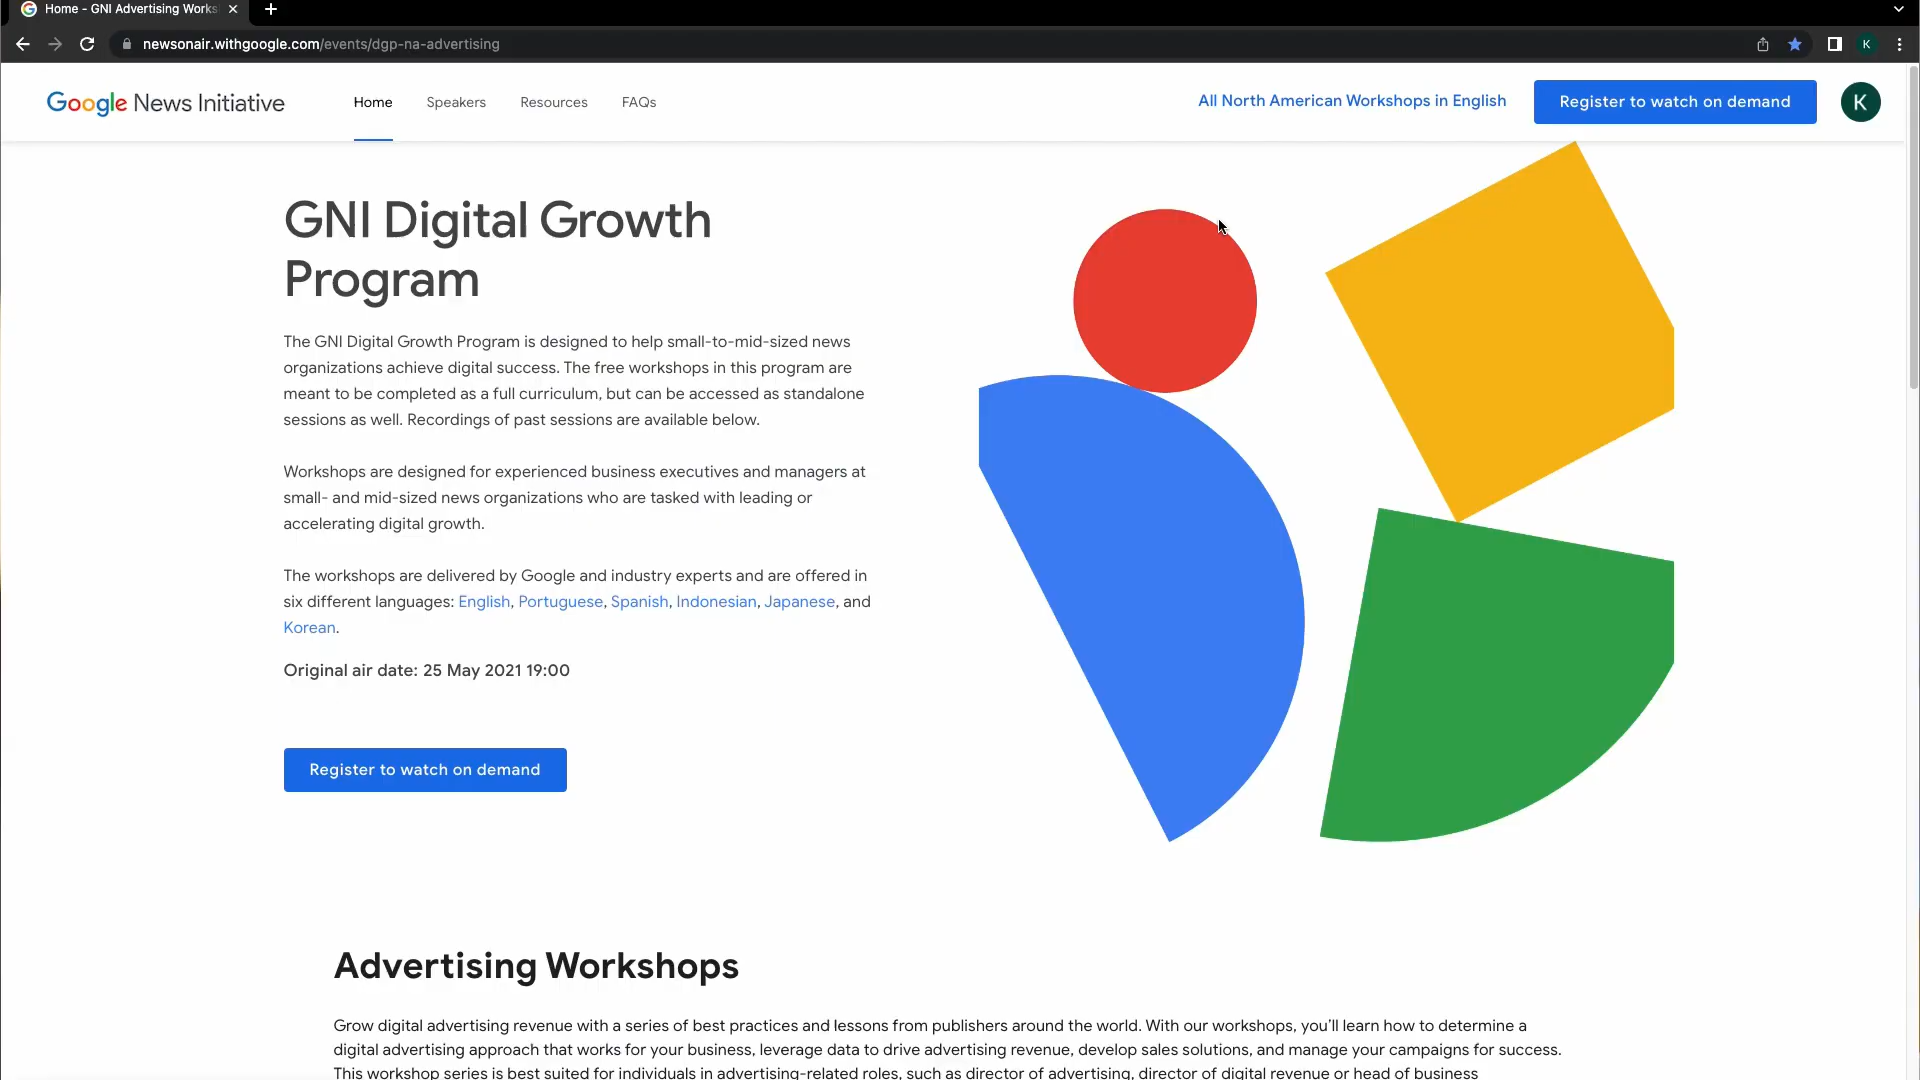 Home - GNI Advertising Works
newsonair.withgoogle.com/events/dgp-na-advertising
K
Google News Initiative
Home
Speakers
Resources
FAQs
All North American Workshops in English
Register to watch on demand
K
GNI Digital Growth
Program
The GNI Digital Growth Program is designed to help small-to-mid-sized news
organizations achieve digital success. The free workshops in this program are
meant to be completed as a full curriculum, but can be accessed as standalone
sessions as well. Recordings of past sessions are available below.
Workshops are designed for experienced business executives and managers at
small- and mid-sized news organizations who are tasked with leading or
accelerating digital growth.
The workshops are delivered by Google and industry experts and are offered in
six different languages: English, Portuguese, Spanish, Indonesian, Japanese, and
Korean.
Original air date: 25 May 2021 19:00
Register to watch on demand
Advertising Workshops
Grow digital advertising revenue with a series of best practices and lessons from publishers around the world. With our workshops, you'll learn how to determine a
digital advertising approach that works for your business, leverage data to drive advertising revenue, develop sales solutions, and manage your campaigns for success.
This workshop series is best suited for individuals in advertising-related roles, such as director of advertising, director of digital revenue or head of business